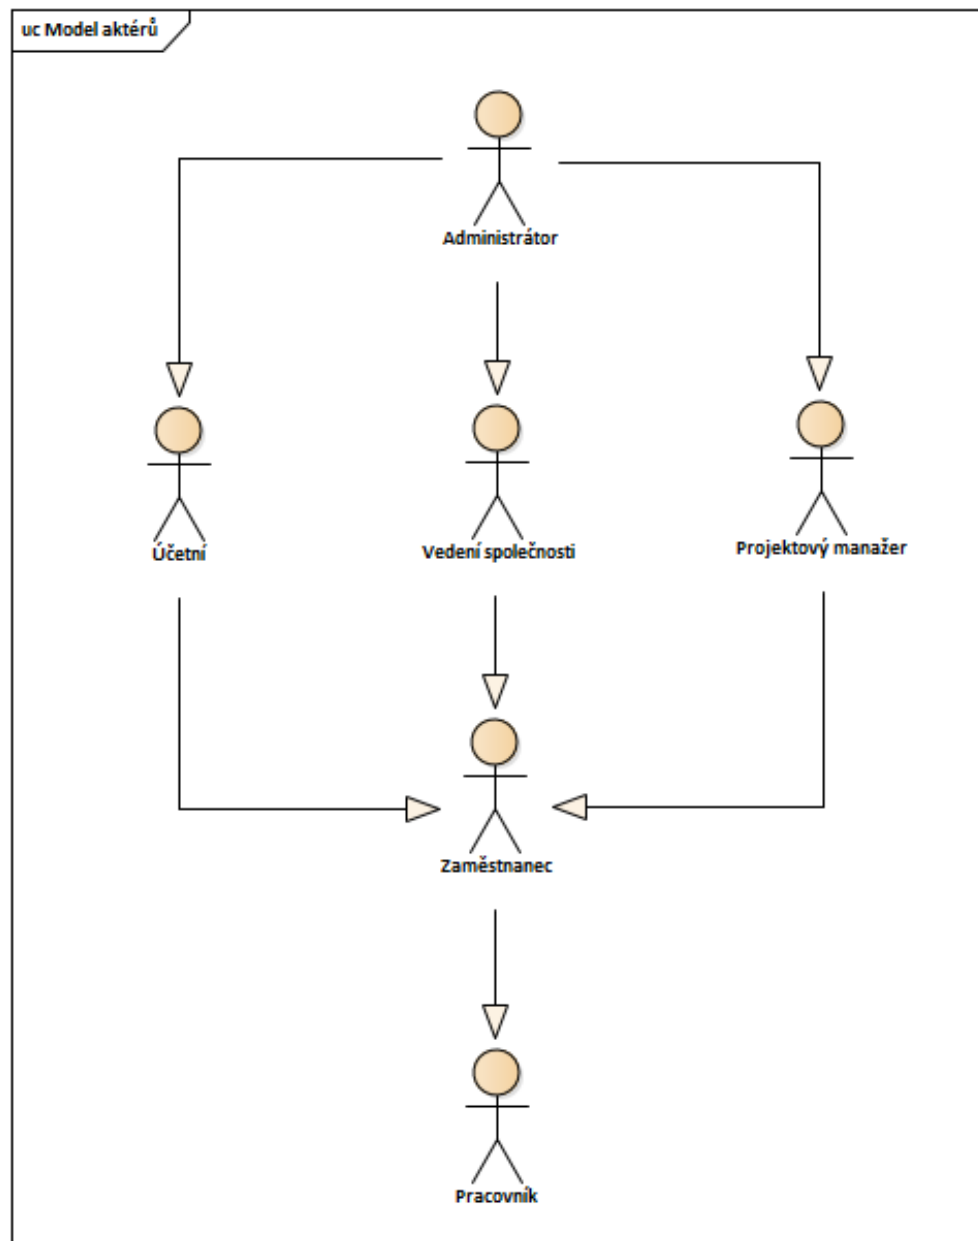 uc Model aktérů
Administrátor
Účetní
Vedení společnosti
Projektový manažer
Zaměstnanec
Pracovník